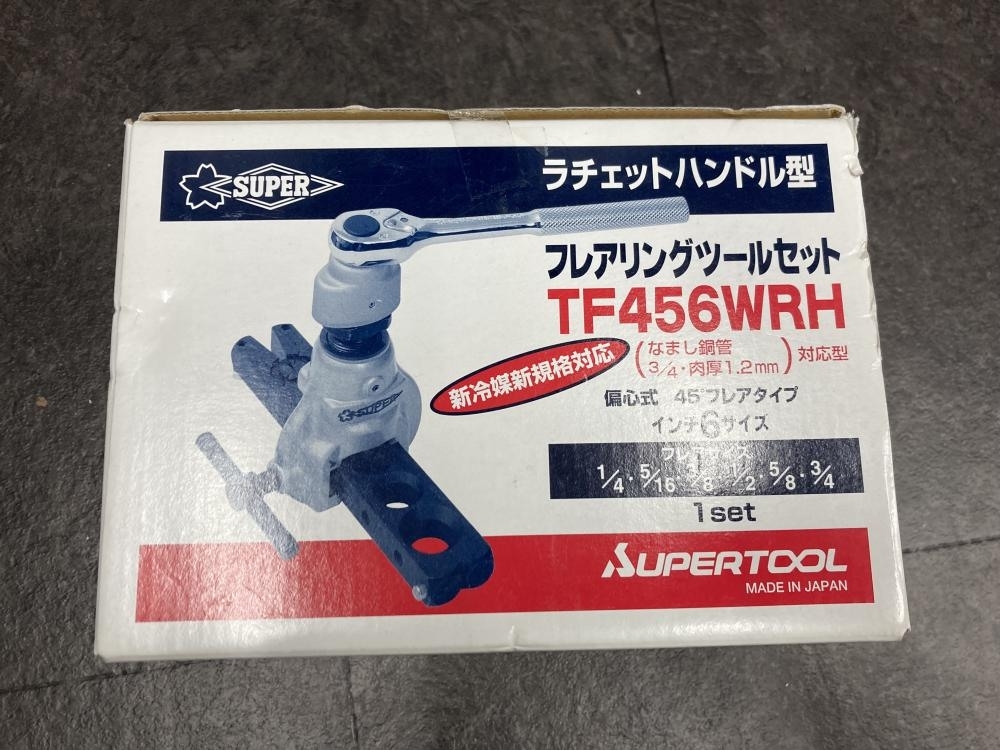 SUPER
ラチェットハンドル型
フレアリングツールセット
TF456WRH
新冷媒新規格対応
(なまし銅管
3/4・肉厚1.2mm)対応型
偏心式 45°フレアタイプ
インチ6サイズ
1/4・5/16 1/2・5/8・3/4
1set
SUPER
SUPERTOOL
MADE IN JAPAN